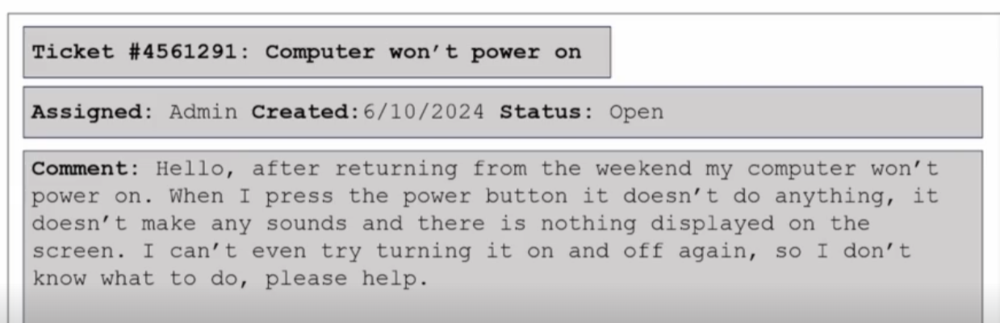 Ticket #4561291: Computer won’t power on
Assigned: Admin Created:6/10/2024 Status: Open
Comment: Hello, after returning from the weekend my computer won’t
power on. When I press the power button it doesn’t do anything, it
doesn’t make any sounds and there is nothing displayed on the
screen. I can’t even try turning it on and off again, so I don’t
know what to do, please help.